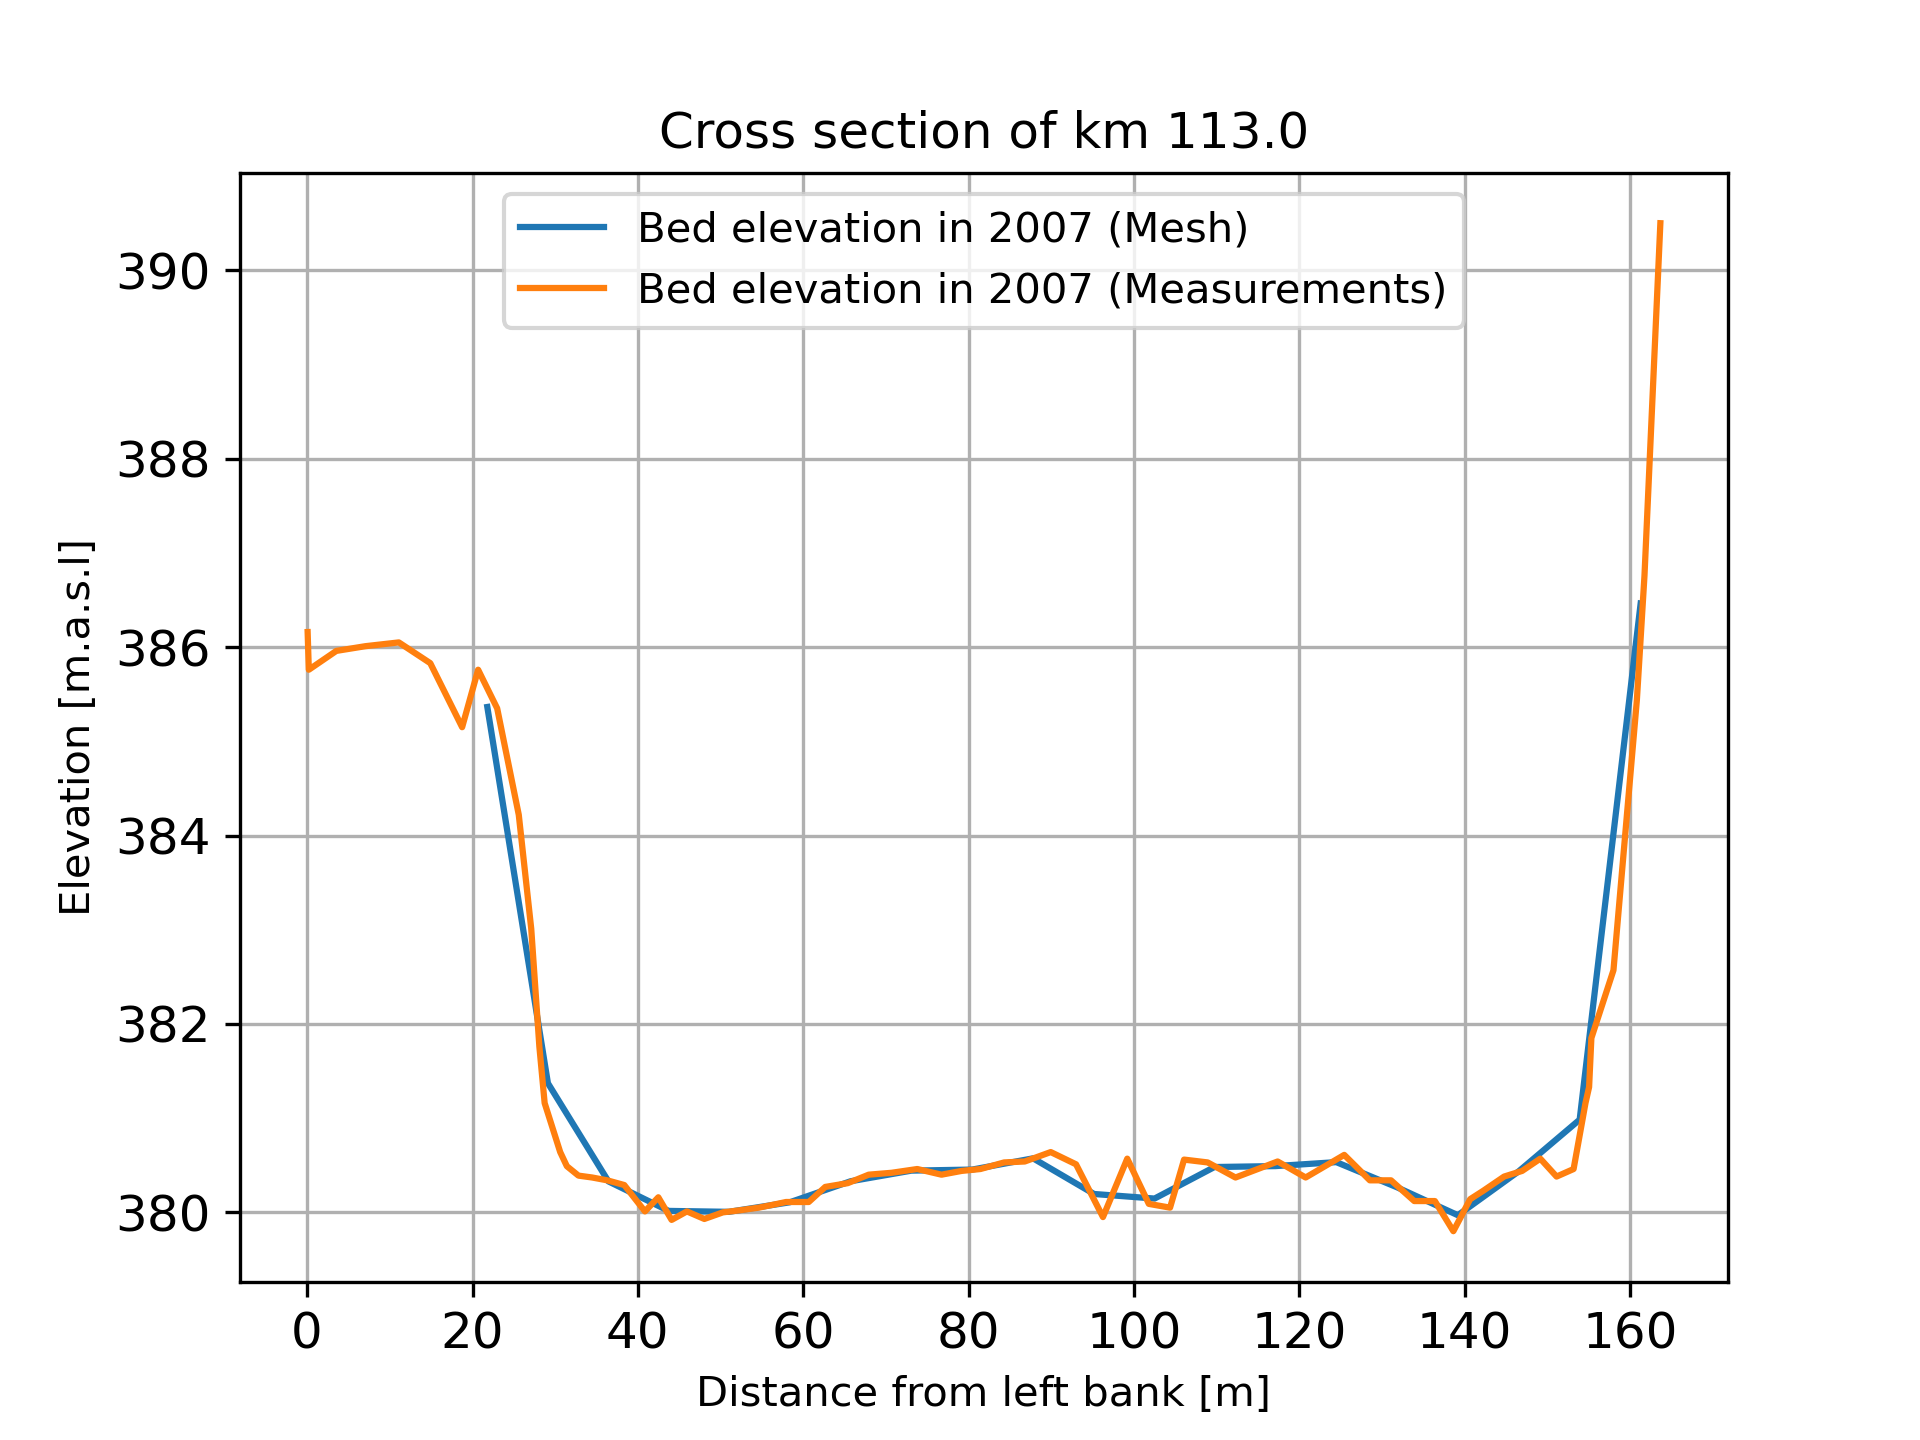 Cross section of km 113.0
Bed elevation in 2007 (Mesh)
Bed elevation in 2007 (Measurements)
Elevation [m.a.s.l]
390
388
386
384
382
380
0 20 40 60 80 100 120 140 160
Distance from left bank [m]